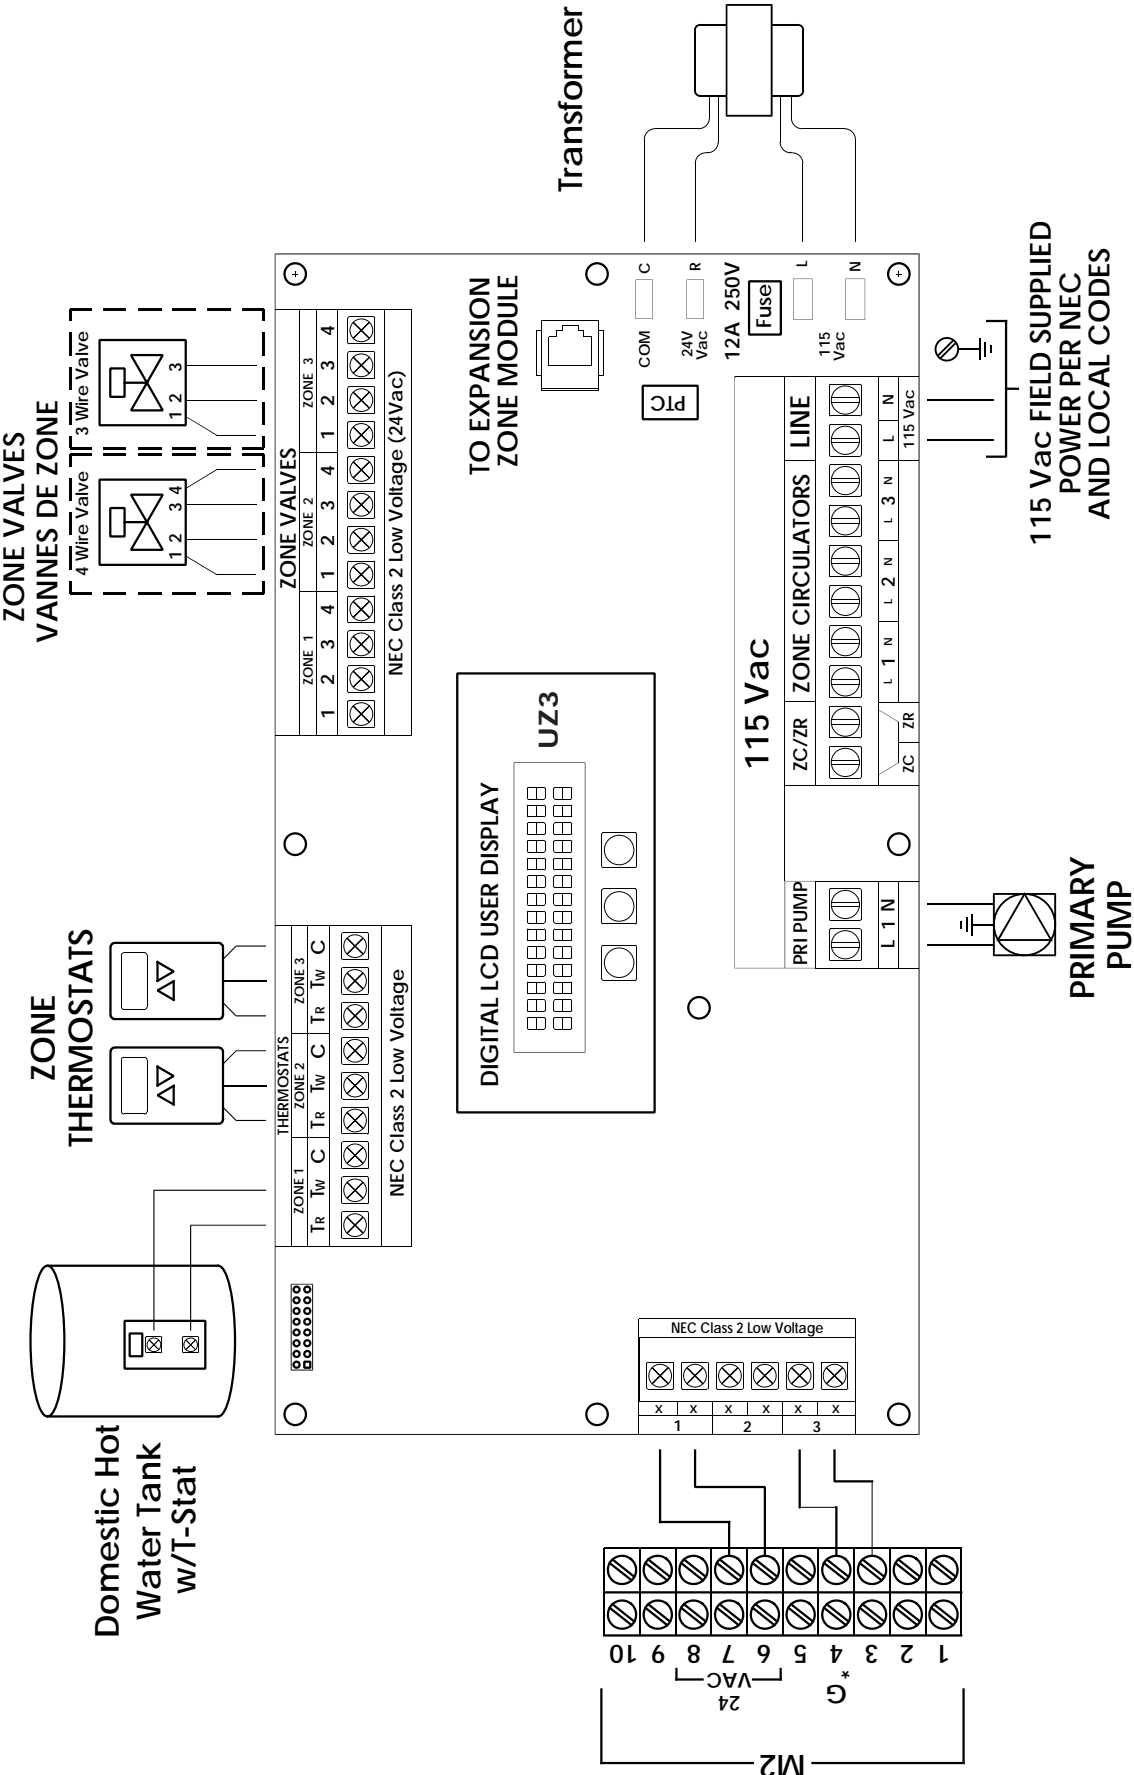 ZONE VALVES
VANNES DE ZONE
4 Wire Valve
1 2 3 4
3 Wire Valve
1 2 3
Transformer
ZONE
THERMOSTATS
Domestic Hot
Water Tank
w/T-Stat
THERMOSTATS
ZONE 1 ZONE 2 ZONE 3
TR TW C TR TW C TR TW C
NEC Class 2 Low Voltage
ZONE VALVES
ZONE 1 ZONE 2 ZONE 3
1 2 3 4 1 2 3 4 1 2 3 4
NEC Class 2 Low Voltage (24Vac)
TO EXPANSION
ZONE MODULE
DIGITAL LCD USER DISPLAY
UZ3
COM C
24V
Vac R
PTC
12A 250V
Fuse
115
Vac L
N
115 Vac
PRI PUMP ZC/ZR ZONE CIRCULATORS LINE
L 1 N
ZC ZR
L 1 N L 2 N L 3 N L N
115 Vac
PRIMARY
PUMP
115 Vac FIELD SUPPLIED
POWER PER NEC
AND LOCAL CODES
NEC Class 2 Low Voltage
x x x x x x
1 2 3
10 9 8 7 6 5 4 3 2 1
24
VAC
G*
M2